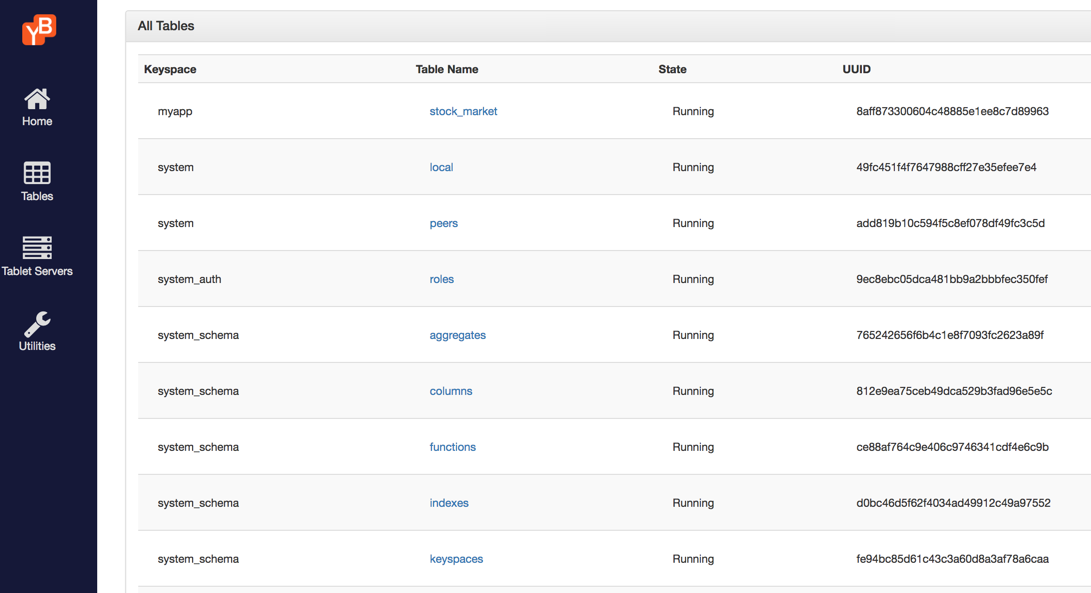 YB
Home
Tables
Tablet Servers
Utilities
All Tables
Keyspace Table Name State UUID
myapp stock_market Running 8aff873300604c48885e1ee8c7d89963
system local Running 49fc451f4f7647988cff27e35efee7e4
system peers Running add819b10c594f5c8ef078df49fc3c5d
system_auth roles Running 9ec8ebc05dca481bb9a2bbbfec350fef
system_schema aggregates Running 765242656f6b4c1e8f7093fc2623a89f
system_schema columns Running 812e9ea75ceb49dca529b3fad96e5e5c
system_schema functions Running ce88af764c9e406c9746341cdf4e6c9b
system_schema indexes Running d0bc46d5f62f4034ad49912c49a97552
system_schema keyspaces Running fe94bc85d61c43c3a60d8a3af78a6caa